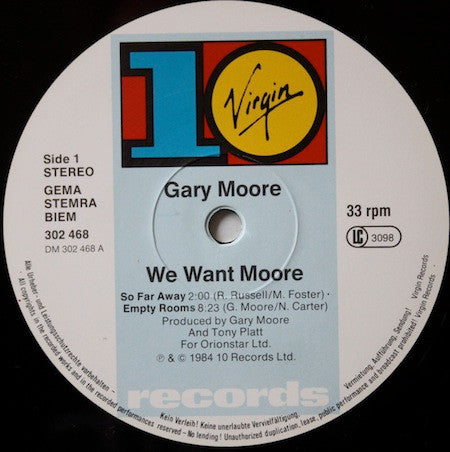 10
Virgin
Side 1
STEREO
GEMA
STEMRA
BIEM
302 468
DM 302 468 A
Gary Moore
33 rpm
LC 3098
We Want Moore
So Far Away 2:00 (R. Russell/M. Foster) ·
Empty Rooms 8:23 (G. Moore/N. Carter)
Produced by Gary Moore
And Tony Platt
For Orionstar Ltd.
℗ & © 1984 10 Records Ltd.
records
Alle Urheber- und Leistungsschutzrechte vorbehalten - Kein Verleih! Keine unerlaubte Vervielfältigung, Vermietung, Aufführung, Sendung! Virgin Records
All copyrights in the recorded works and in the recorded performances reserved - No lending! Unauthorized duplication, lease, public performance and broadcast prohibited! Virgin Records